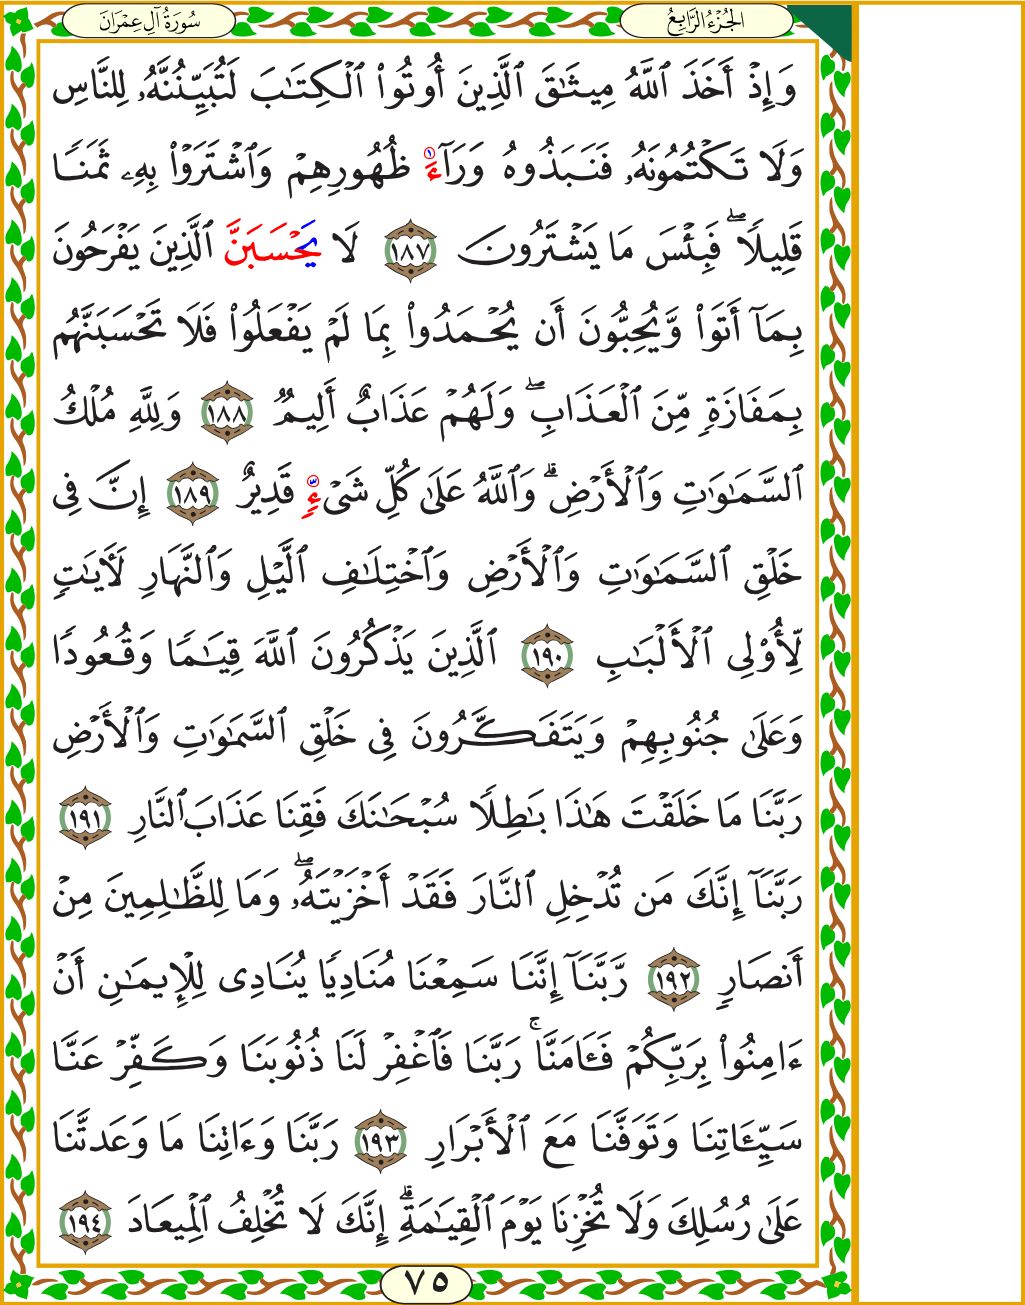 الجُزْءُ الرَّابِعُ
سُورَةُ آلِ عِمْرَانَ
وَإِذْ أَخَذَ ٱللَّهُ مِيثَٰقَ ٱلَّذِينَ أُوتُوا۟ ٱلْكِتَٰبَ لَتُبَيِّنُنَّهُۥ لِلنَّاسِ
وَلَا تَكْتُمُونَهُۥ فَنَبَذُوهُ وَرَآءَ ظُهُورِهِمْ وَٱشْتَرَوْا۟ بِهِۦ ثَمَنًا
قَلِيلًا ۖ فَبِئْسَ مَا يَشْتَرُونَ ١٨٧ لَا يَحْسَبَنَّ ٱلَّذِينَ يَفْرَحُونَ
بِمَآ أَتَوا۟ وَّيُحِبُّونَ أَن يُحْمَدُوا۟ بِمَا لَمْ يَفْعَلُوا۟ فَلَا تَحْسَبَنَّهُم
بِمَفَازَةٍ مِّنَ ٱلْعَذَابِ ۖ وَلَهُمْ عَذَابٌ أَلِيمٌ ١٨٨ وَلِلَّهِ مُلْكُ
ٱلسَّمَٰوَٰتِ وَٱلْأَرْضِ ۗ وَٱللَّهُ عَلَىٰ كُلِّ شَىْءٍ قَدِيرٌ ١٨٩ إِنَّ فِى
خَلْقِ ٱلسَّمَٰوَٰتِ وَٱلْأَرْضِ وَٱخْتِلَٰفِ ٱلَّيْلِ وَٱلنَّهَارِ لَأَيَٰتٍ
لِّأُو۟لِى ٱلْأَلْبَٰبِ ١٩٠ ٱلَّذِينَ يَذْكُرُونَ ٱللَّهَ قِيَٰمًا وَقُعُودًا
وَعَلَىٰ جُنُوبِهِمْ وَيَتَفَكَّرُونَ فِى خَلْقِ ٱلسَّمَٰوَٰتِ وَٱلْأَرْضِ
رَبَّنَا مَا خَلَقْتَ هَٰذَا بَٰطِلًا سُبْحَٰنَكَ فَقِنَا عَذَابَ ٱلنَّارِ ١٩١
رَبَّنَآ إِنَّكَ مَن تُدْخِلِ ٱلنَّارَ فَقَدْ أَخْزَيْتَهُۥ ۖ وَمَا لِلظَّٰلِمِينَ مِنْ
أَنصَارٍ ١٩٢ رَّبَّنَآ إِنَّنَا سَمِعْنَا مُنَادِيًا يُنَادِى لِلْإِيمَٰنِ أَنْ
ءَامِنُوا۟ بِرَبِّكُمْ فَـَٔامَنَّا ۚ رَبَّنَا فَٱغْفِرْ لَنَا ذُنُوبَنَا وَكَفِّرْ عَنَّا
سَيِّـَٔاتِنَا وَتَوَفَّنَا مَعَ ٱلْأَبْرَارِ ١٩٣ رَبَّنَا وَءَاتِنَا مَا وَعَدتَّنَا
عَلَىٰ رُسُلِكَ وَلَا تُخْزِنَا يَوْمَ ٱلْقِيَٰمَةِ ۗ إِنَّكَ لَا تُخْلِفُ ٱلْمِيعَادَ ١٩٤
٧٥